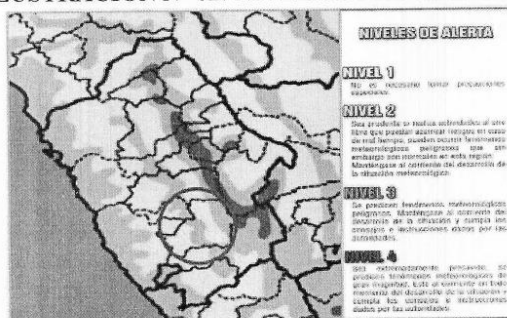 NIVELES DE ALERTA
NIVEL 1
No es necesario tomar precauciones
especiales.
NIVEL 2
Sea prudente si realiza actividades al aire
libre que puedan acarrear riesgos en caso
de mal tiempo, pueden ocurrir fenómenos
meteorológicos peligrosos que sin
embargo son normales en esta región.
Manténgase al corriente del desarrollo de
la situación meteorológica.
NIVEL 3
Se predicen fenómenos meteorológicos
peligrosos. Manténgase al corriente del
desarrollo de la situación y cumpla los
consejos e instrucciones dados por las
autoridades.
NIVEL 4
Sea extremadamente precavido, se
predicen fenómenos meteorológicos de
gran magnitud. Esté al corriente en todo
momento del desarrollo de la situación y
cumpla los consejos e instrucciones
dados por las autoridades.